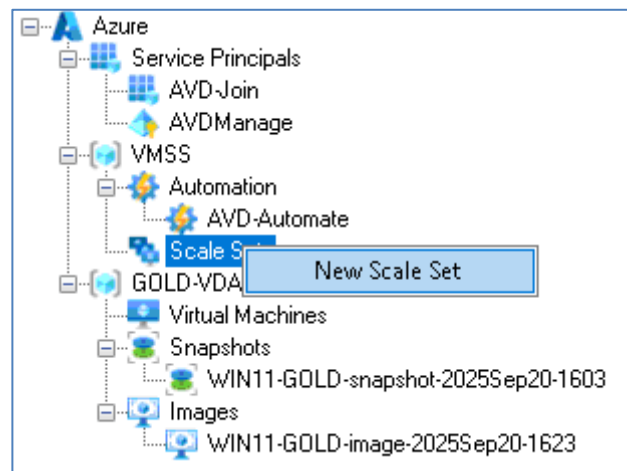 Azure
Service Principals
AVD-Join
AVDManage
VMSS
Automation
AVD-Automate
Scale
New Scale Set
GOLD-VDA
Virtual Machines
Snapshots
WIN11-GOLD-snapshot-2025Sep20-1603
Images
WIN11-GOLD-image-2025Sep20-1623